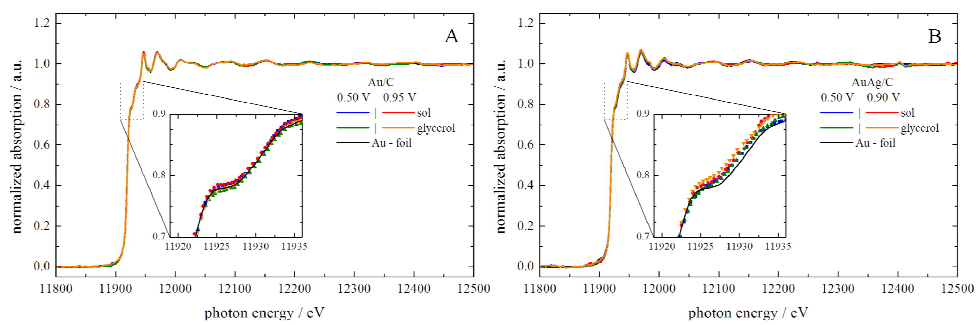 A
1.2
1.0
0.8
0.6
0.4
0.2
0.0
normalized absorption / a.u.
Au/C
0.50 V 0.95 V
sol
glycerol
Au - foil
0.9
0.8
0.7
11920 11925 11930 11935
11800 11900 12000 12100 12200 12300 12400 12500
photon energy / eV
B
1.2
1.0
0.8
0.6
0.4
0.2
0.0
normalized absorption / a.u.
AuAg/C
0.50 V 0.90 V
sol
glycerol
Au - foil
0.9
0.8
0.7
11920 11925 11930 11935
11800 11900 12000 12100 12200 12300 12400 12500
photon energy / eV